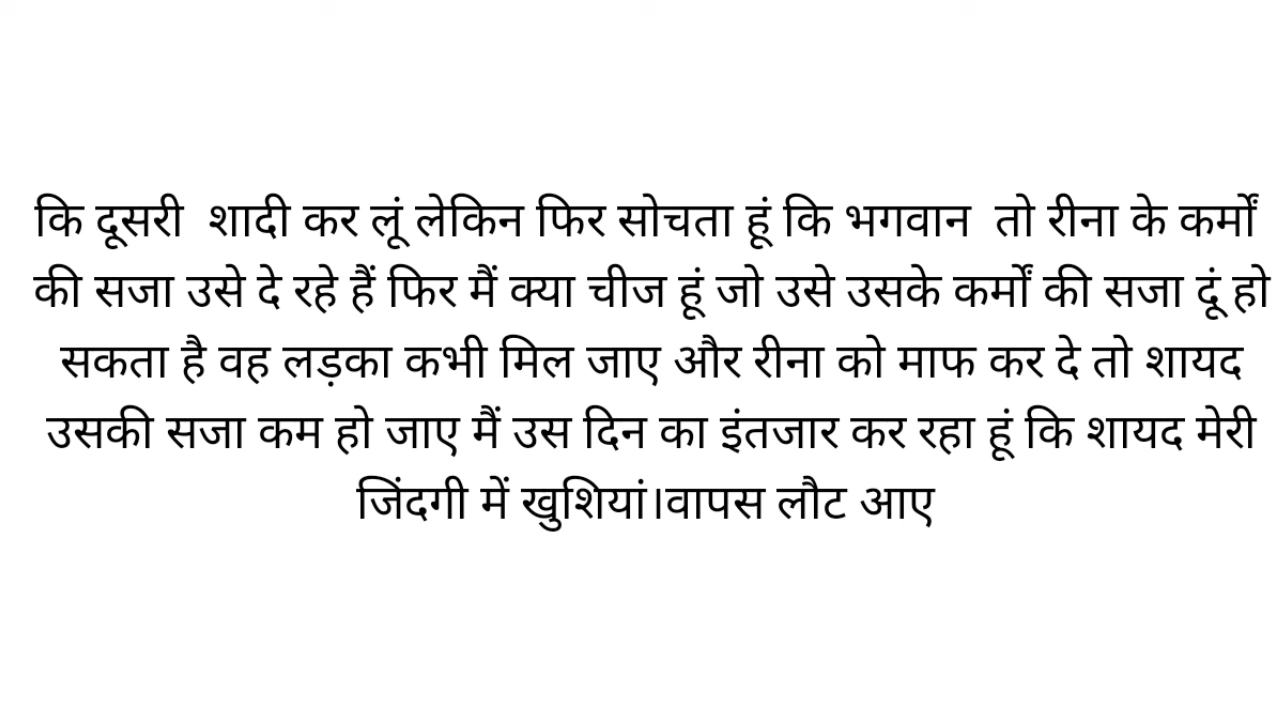 कि दूसरी  शादी कर लूं लेकिन फिर सोचता हूं कि भगवान  तो रीना के कर्मों
की सजा उसे दे रहे हैं फिर मैं क्या चीज हूं जो उसे उसके कर्मों की सजा दूं हो
सकता है वह लड़का कभी मिल जाए और रीना को माफ कर दे तो शायद
उसकी सजा कम हो जाए मैं उस दिन का इंतजार कर रहा हूं कि शायद मेरी
जिंदगी में खुशियां।वापस लौट आए